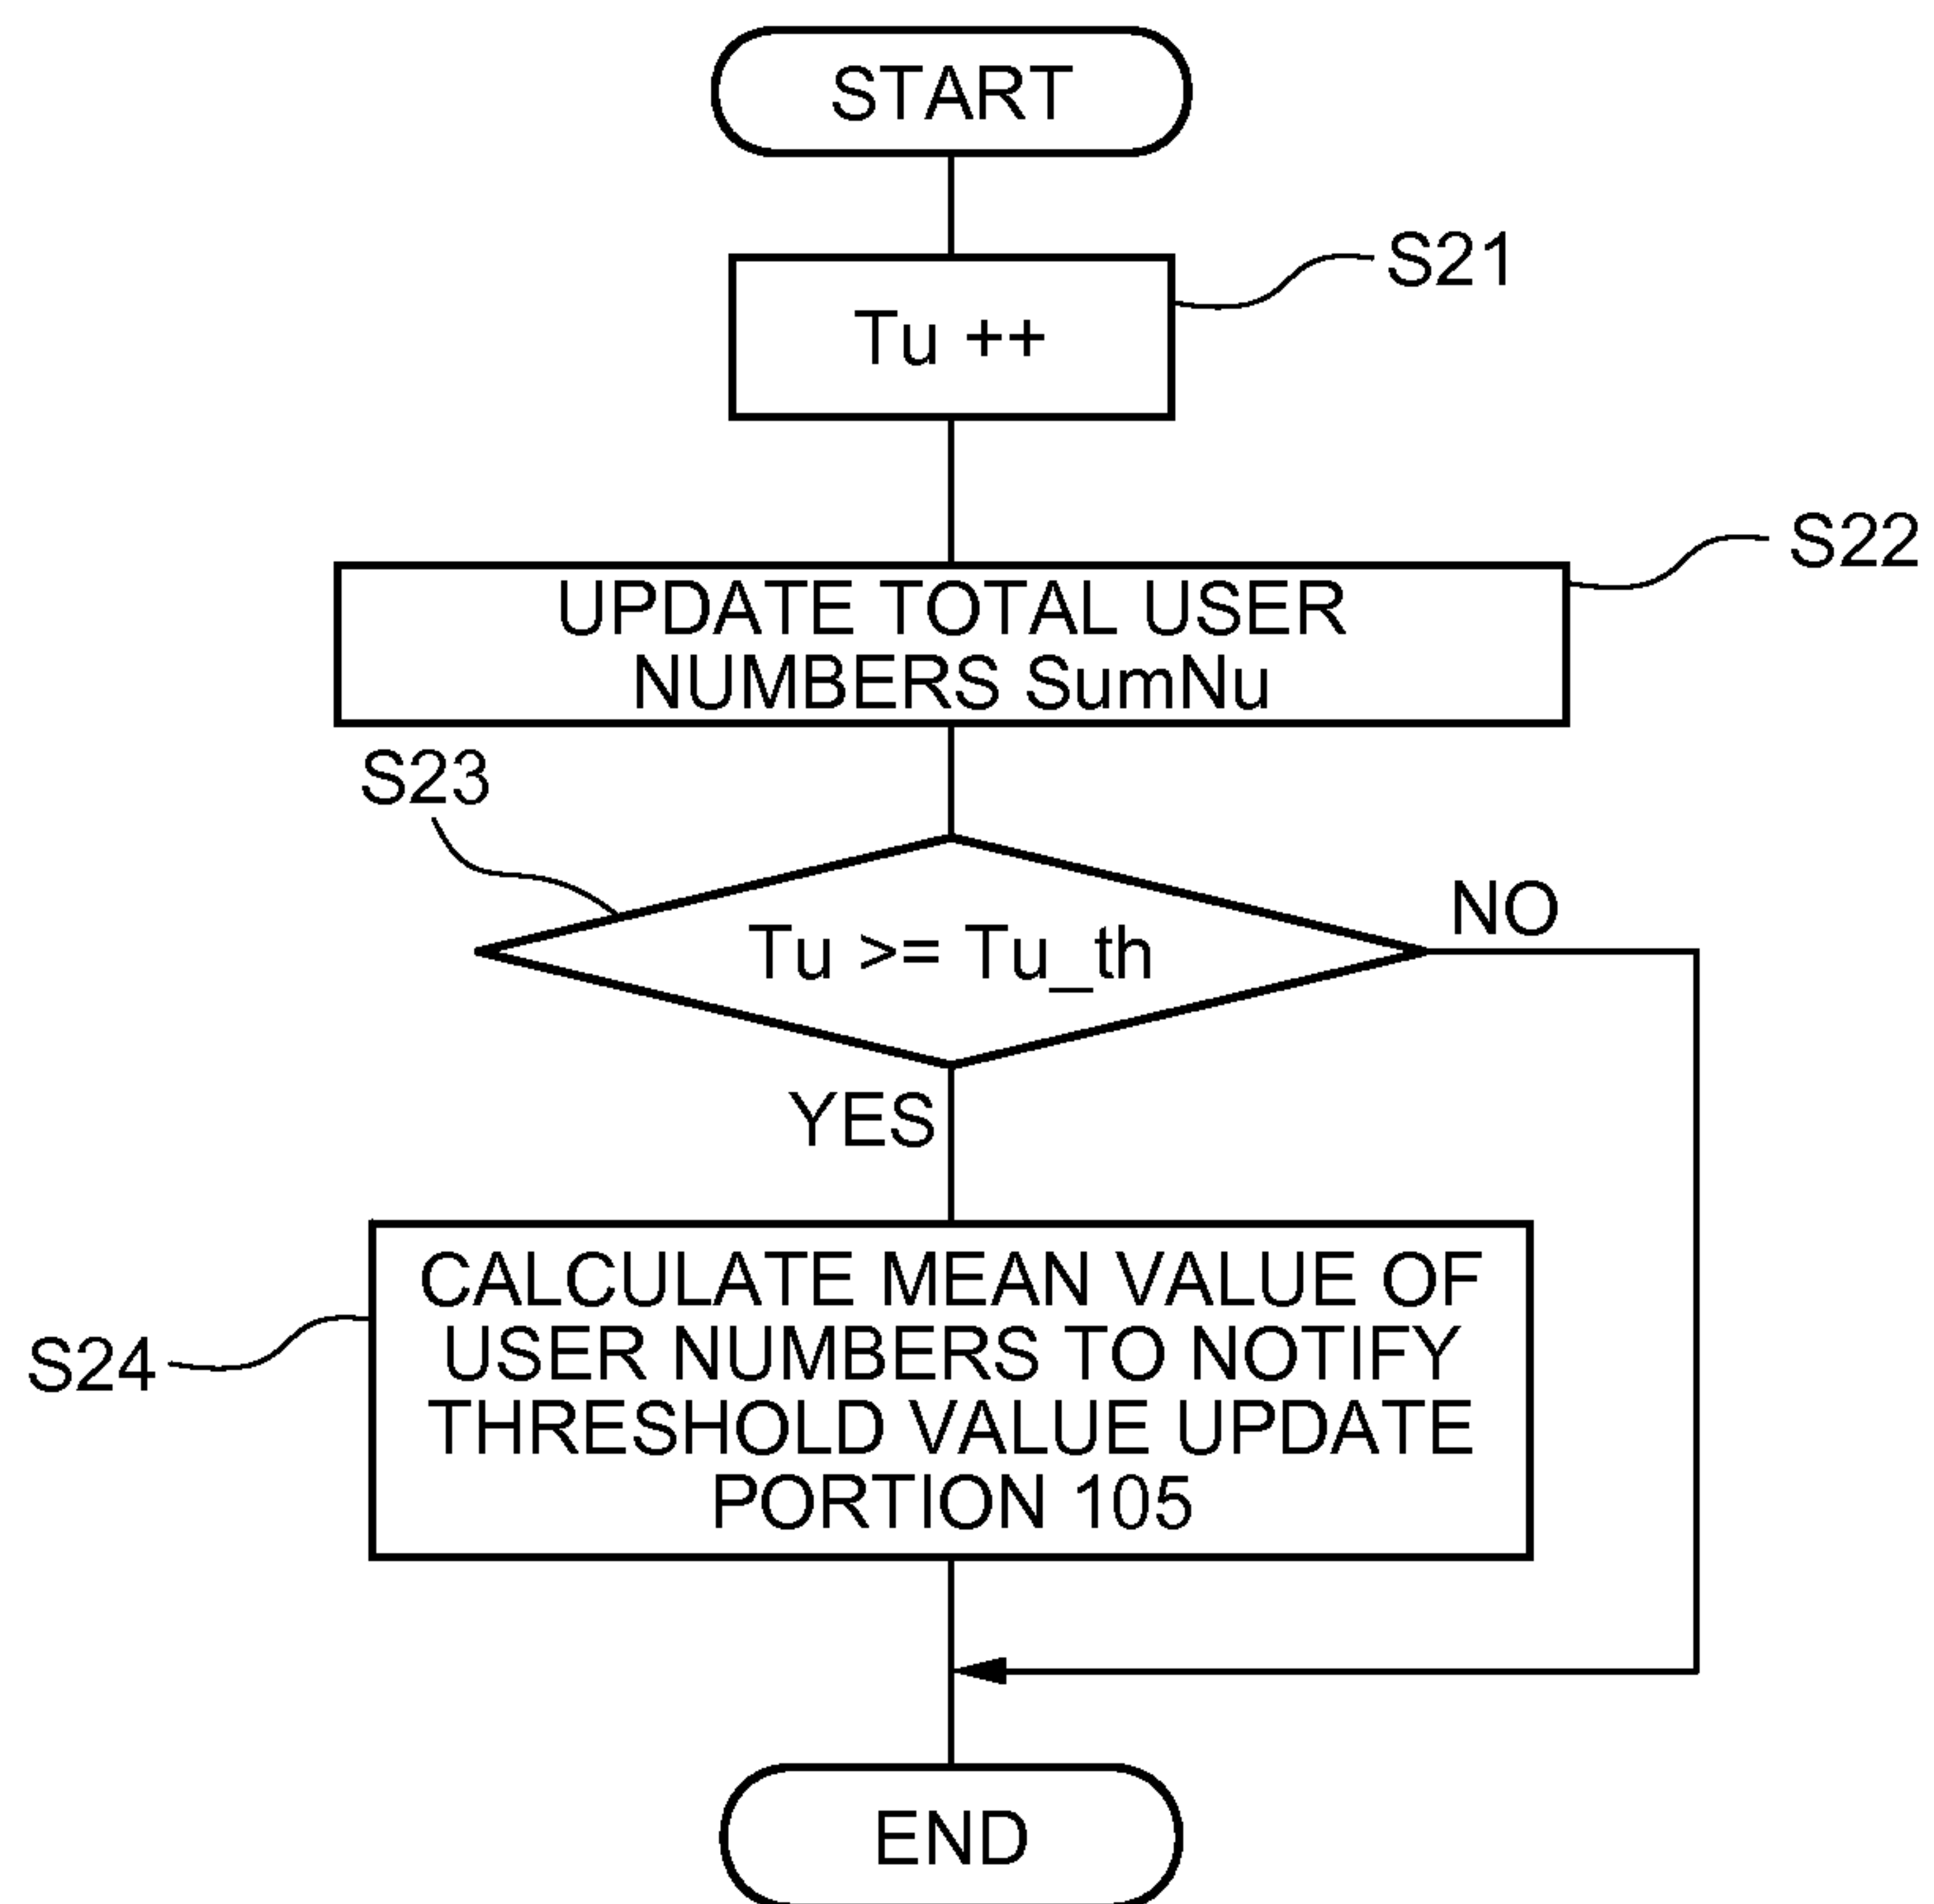 START
S21
Tu ++
S22
UPDATE TOTAL USER
NUMBERS SumNu
S23
NO
Tu >= Tu_th
YES
CALCULATE MEAN VALUE OF
USER NUMBERS TO NOTIFY
THRESHOLD VALUE UPDATE
PORTION 105
S24
END